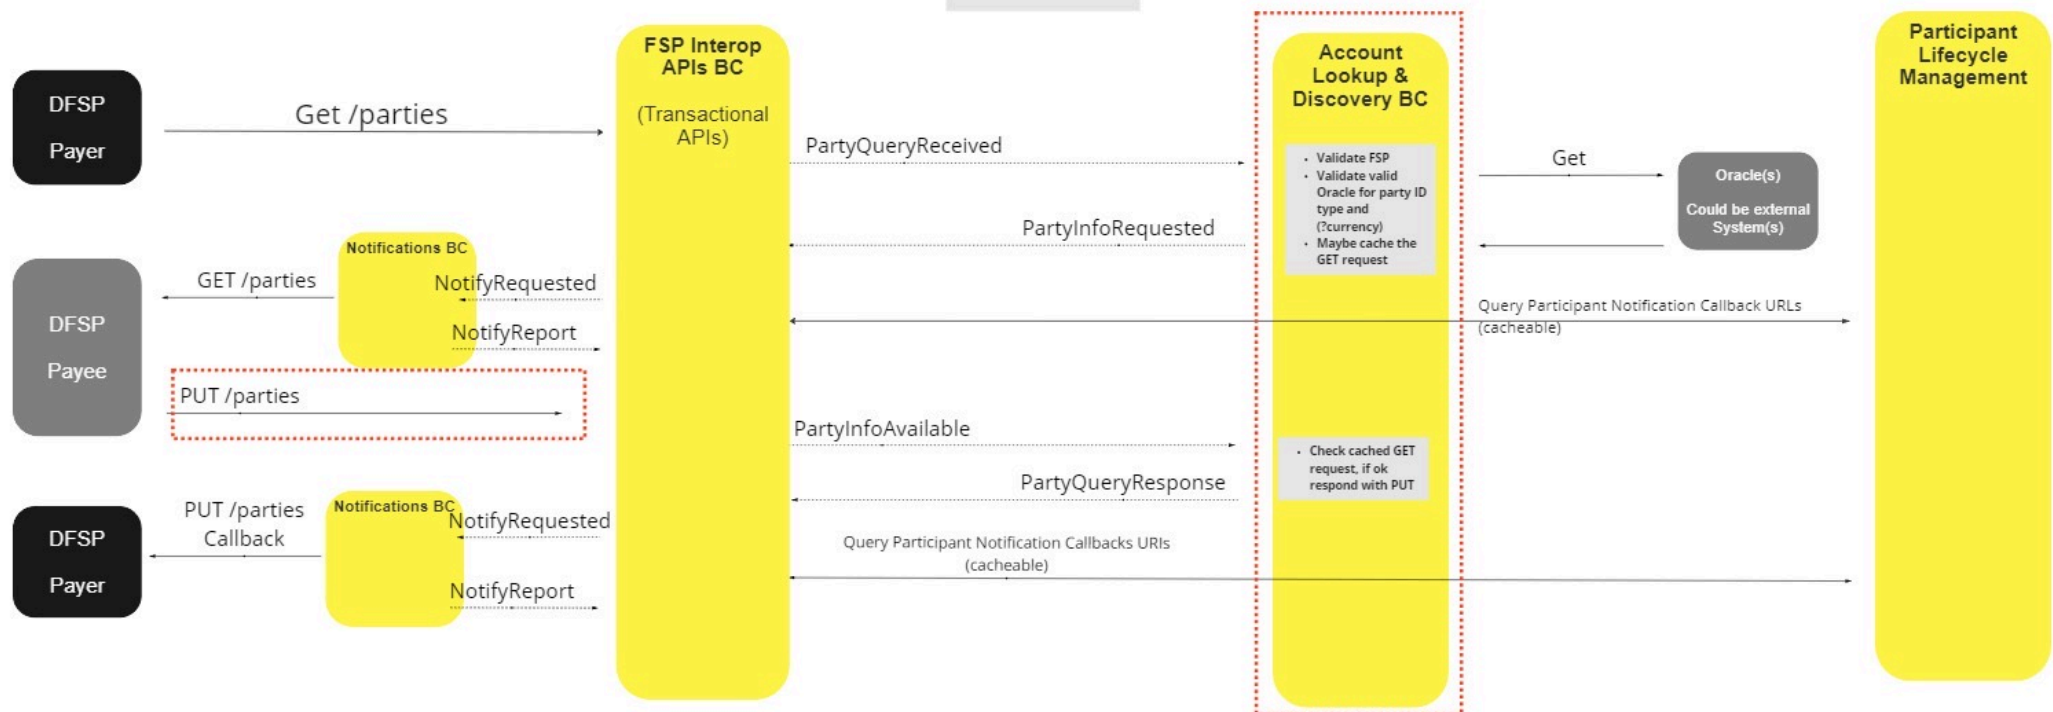 FSP Interop
APIs BC
(Transactional
APIs)
Account
Lookup &
Discovery BC
Participant
Lifecycle
Management
DFSP
Payer
Get /parties
PartyQueryReceived
• Validate FSP
• Validate valid
Oracle for party ID
type and
(?currency)
• Maybe cache the
GET request
Get
Oracle(s)
Could be external
System(s)
PartyInfoRequested
Notifications BC
GET /parties
NotifyRequested
DFSP
Payee
NotifyReport
Query Participant Notification Callback URLs
(cacheable)
PUT /parties
PartyInfoAvailable
• Check cached GET
request, if ok
respond with PUT
PartyQueryResponse
DFSP
Payer
PUT /parties
Callback
Notifications BC
NotifyRequested
Query Participant Notification Callbacks URIs
(cacheable)
NotifyReport